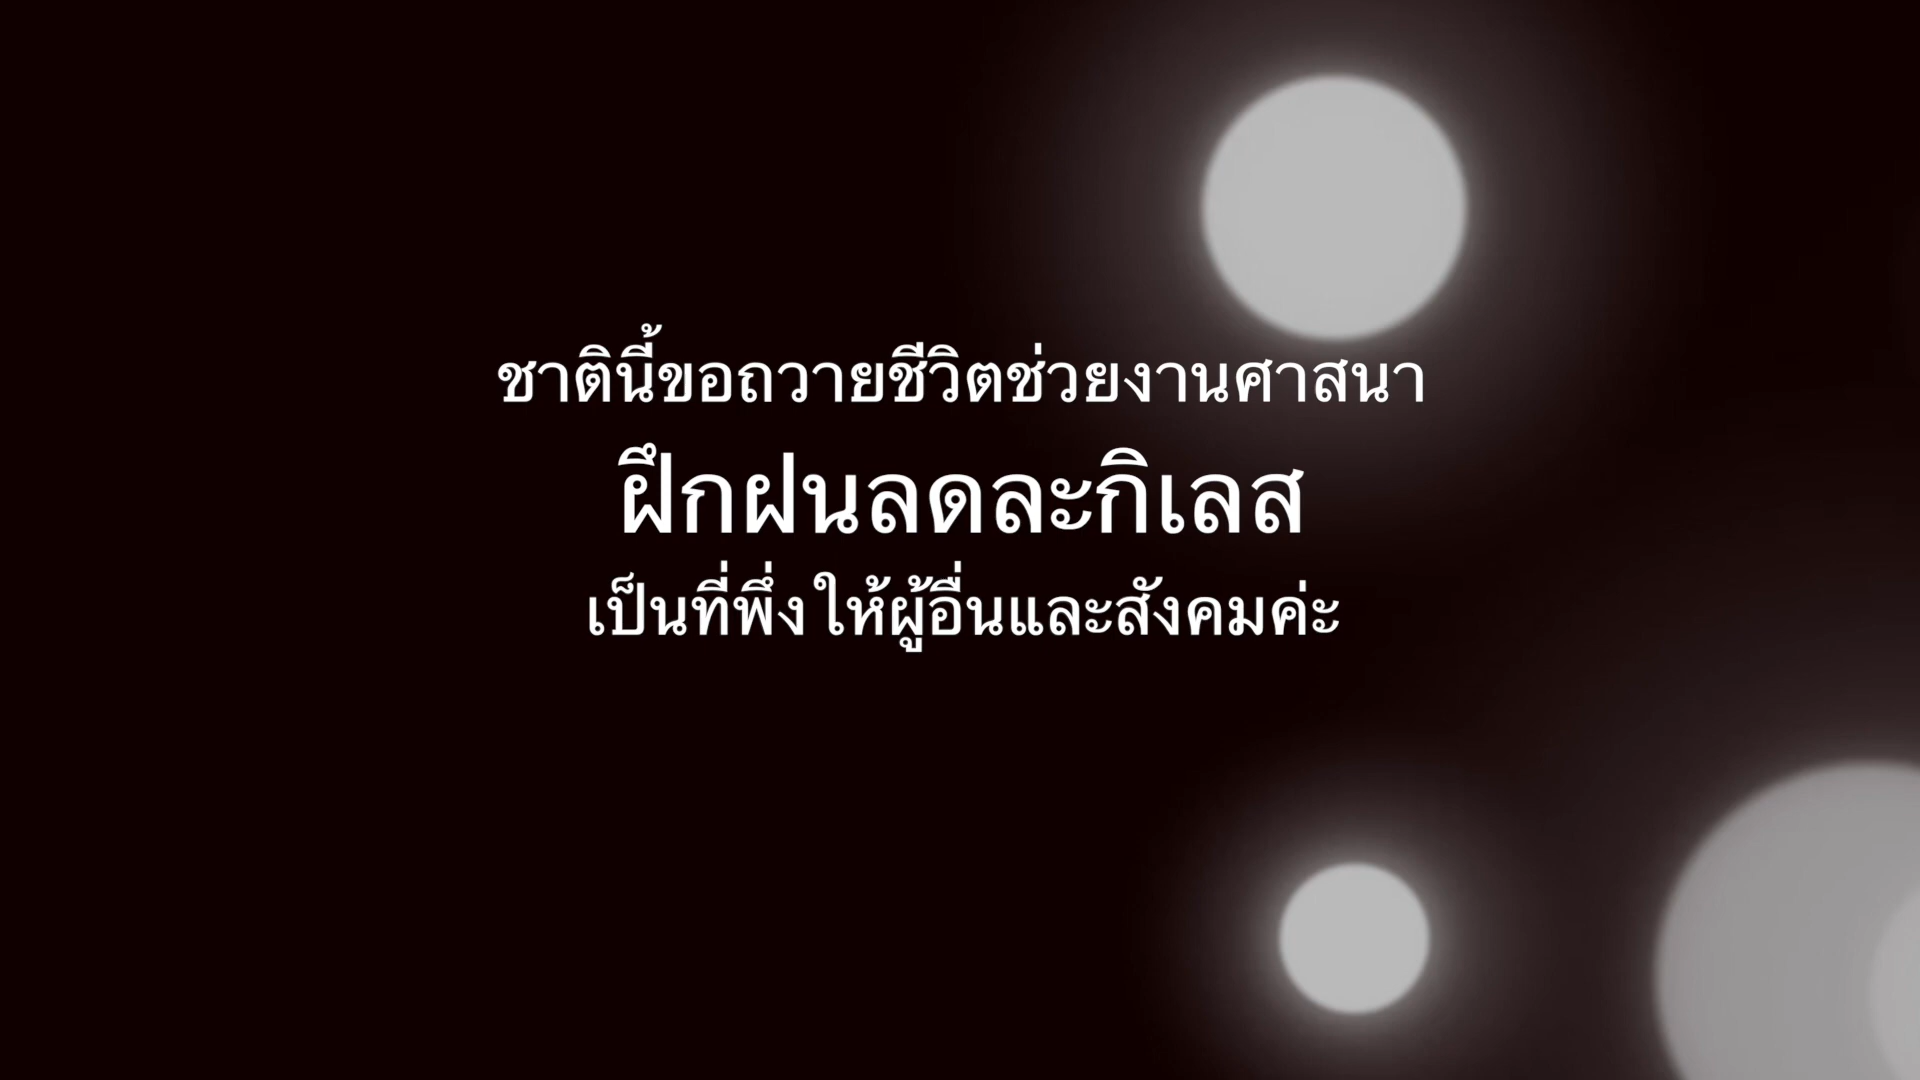 ชาตินี้ขอถวายชีวิตช่วยงานศาสนา
ฝึกฝนลดละกิเลส
เป็นที่พึ่งให้ผู้อื่นและสังคมค่ะ